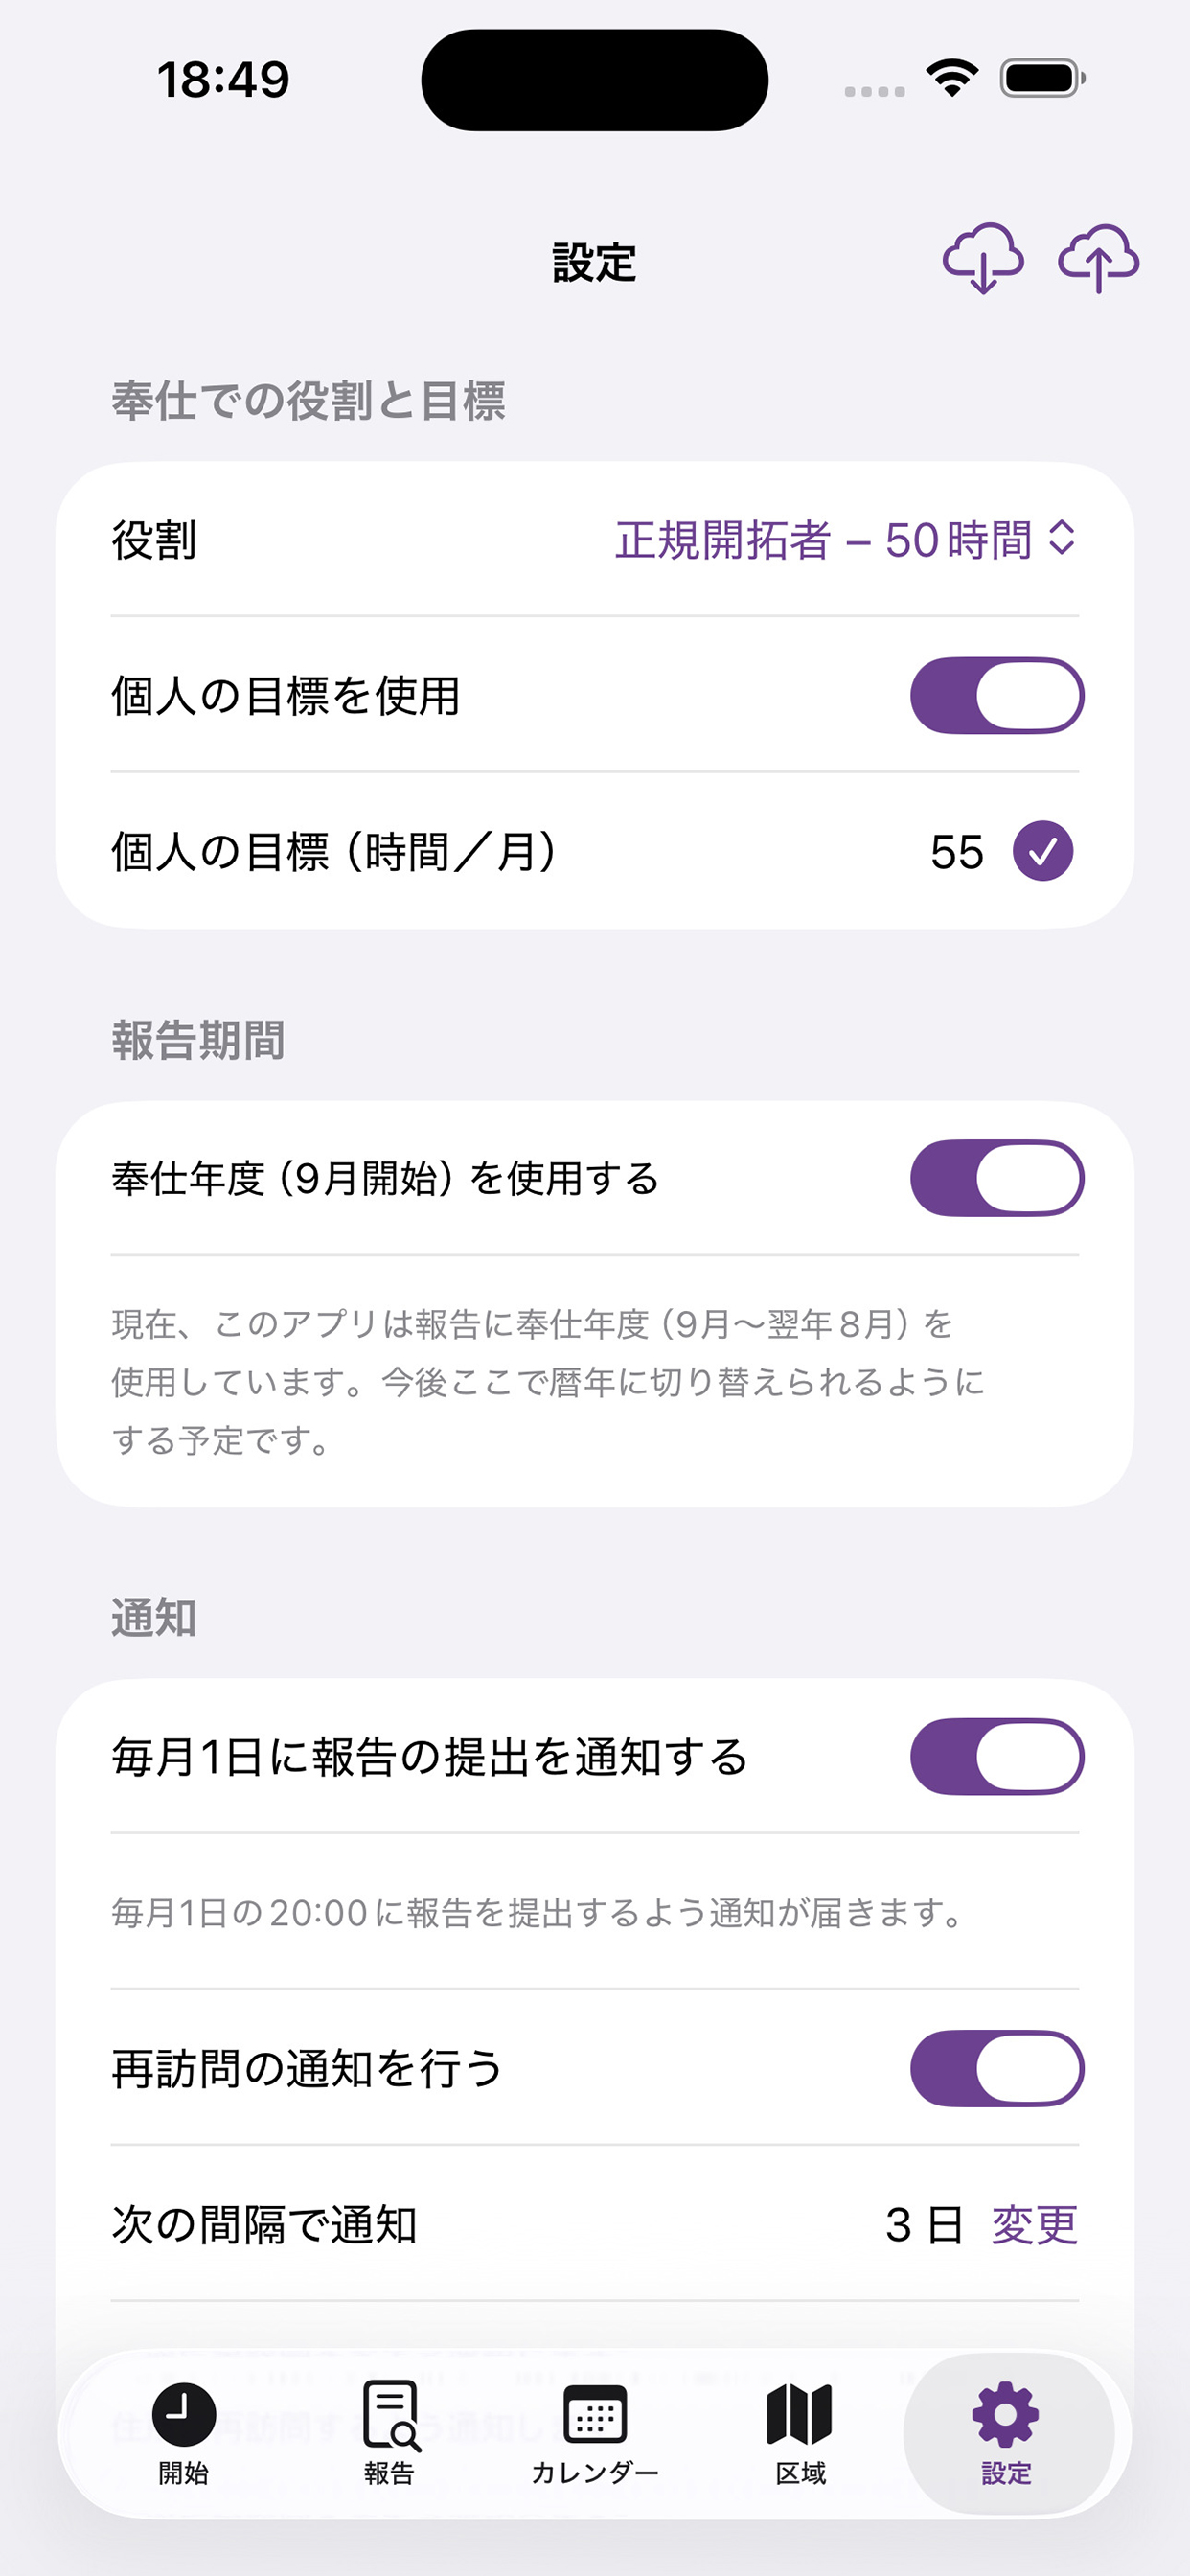 18:49
設定
奉仕での役割と目標
役割 正規開拓者 – 50時間
個人の目標を使用
個人の目標（時間／月） 55
報告期間
奉仕年度（9月開始）を使用する
現在、このアプリは報告に奉仕年度（9月〜翌年8月）を
使用しています。今後ここで暦年に切り替えられるように
する予定です。
通知
毎月1日に報告の提出を通知する
毎月1日の20:00に報告を提出するよう通知が届きます。
再訪問の通知を行う
次の間隔で通知 3 日 変更
開始 報告 カレンダー 区域 設定